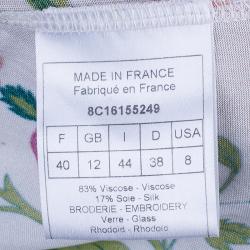 MADE IN FRANCE
Fabriqué en France
8C16155249
F GB I D USA
40 12 44 38 8
83% Viscose - Viscose
17% Soie - Silk
BRODERIE - EMBROIDERY
Verre - Glass
Rhodoïd - Rhodoid